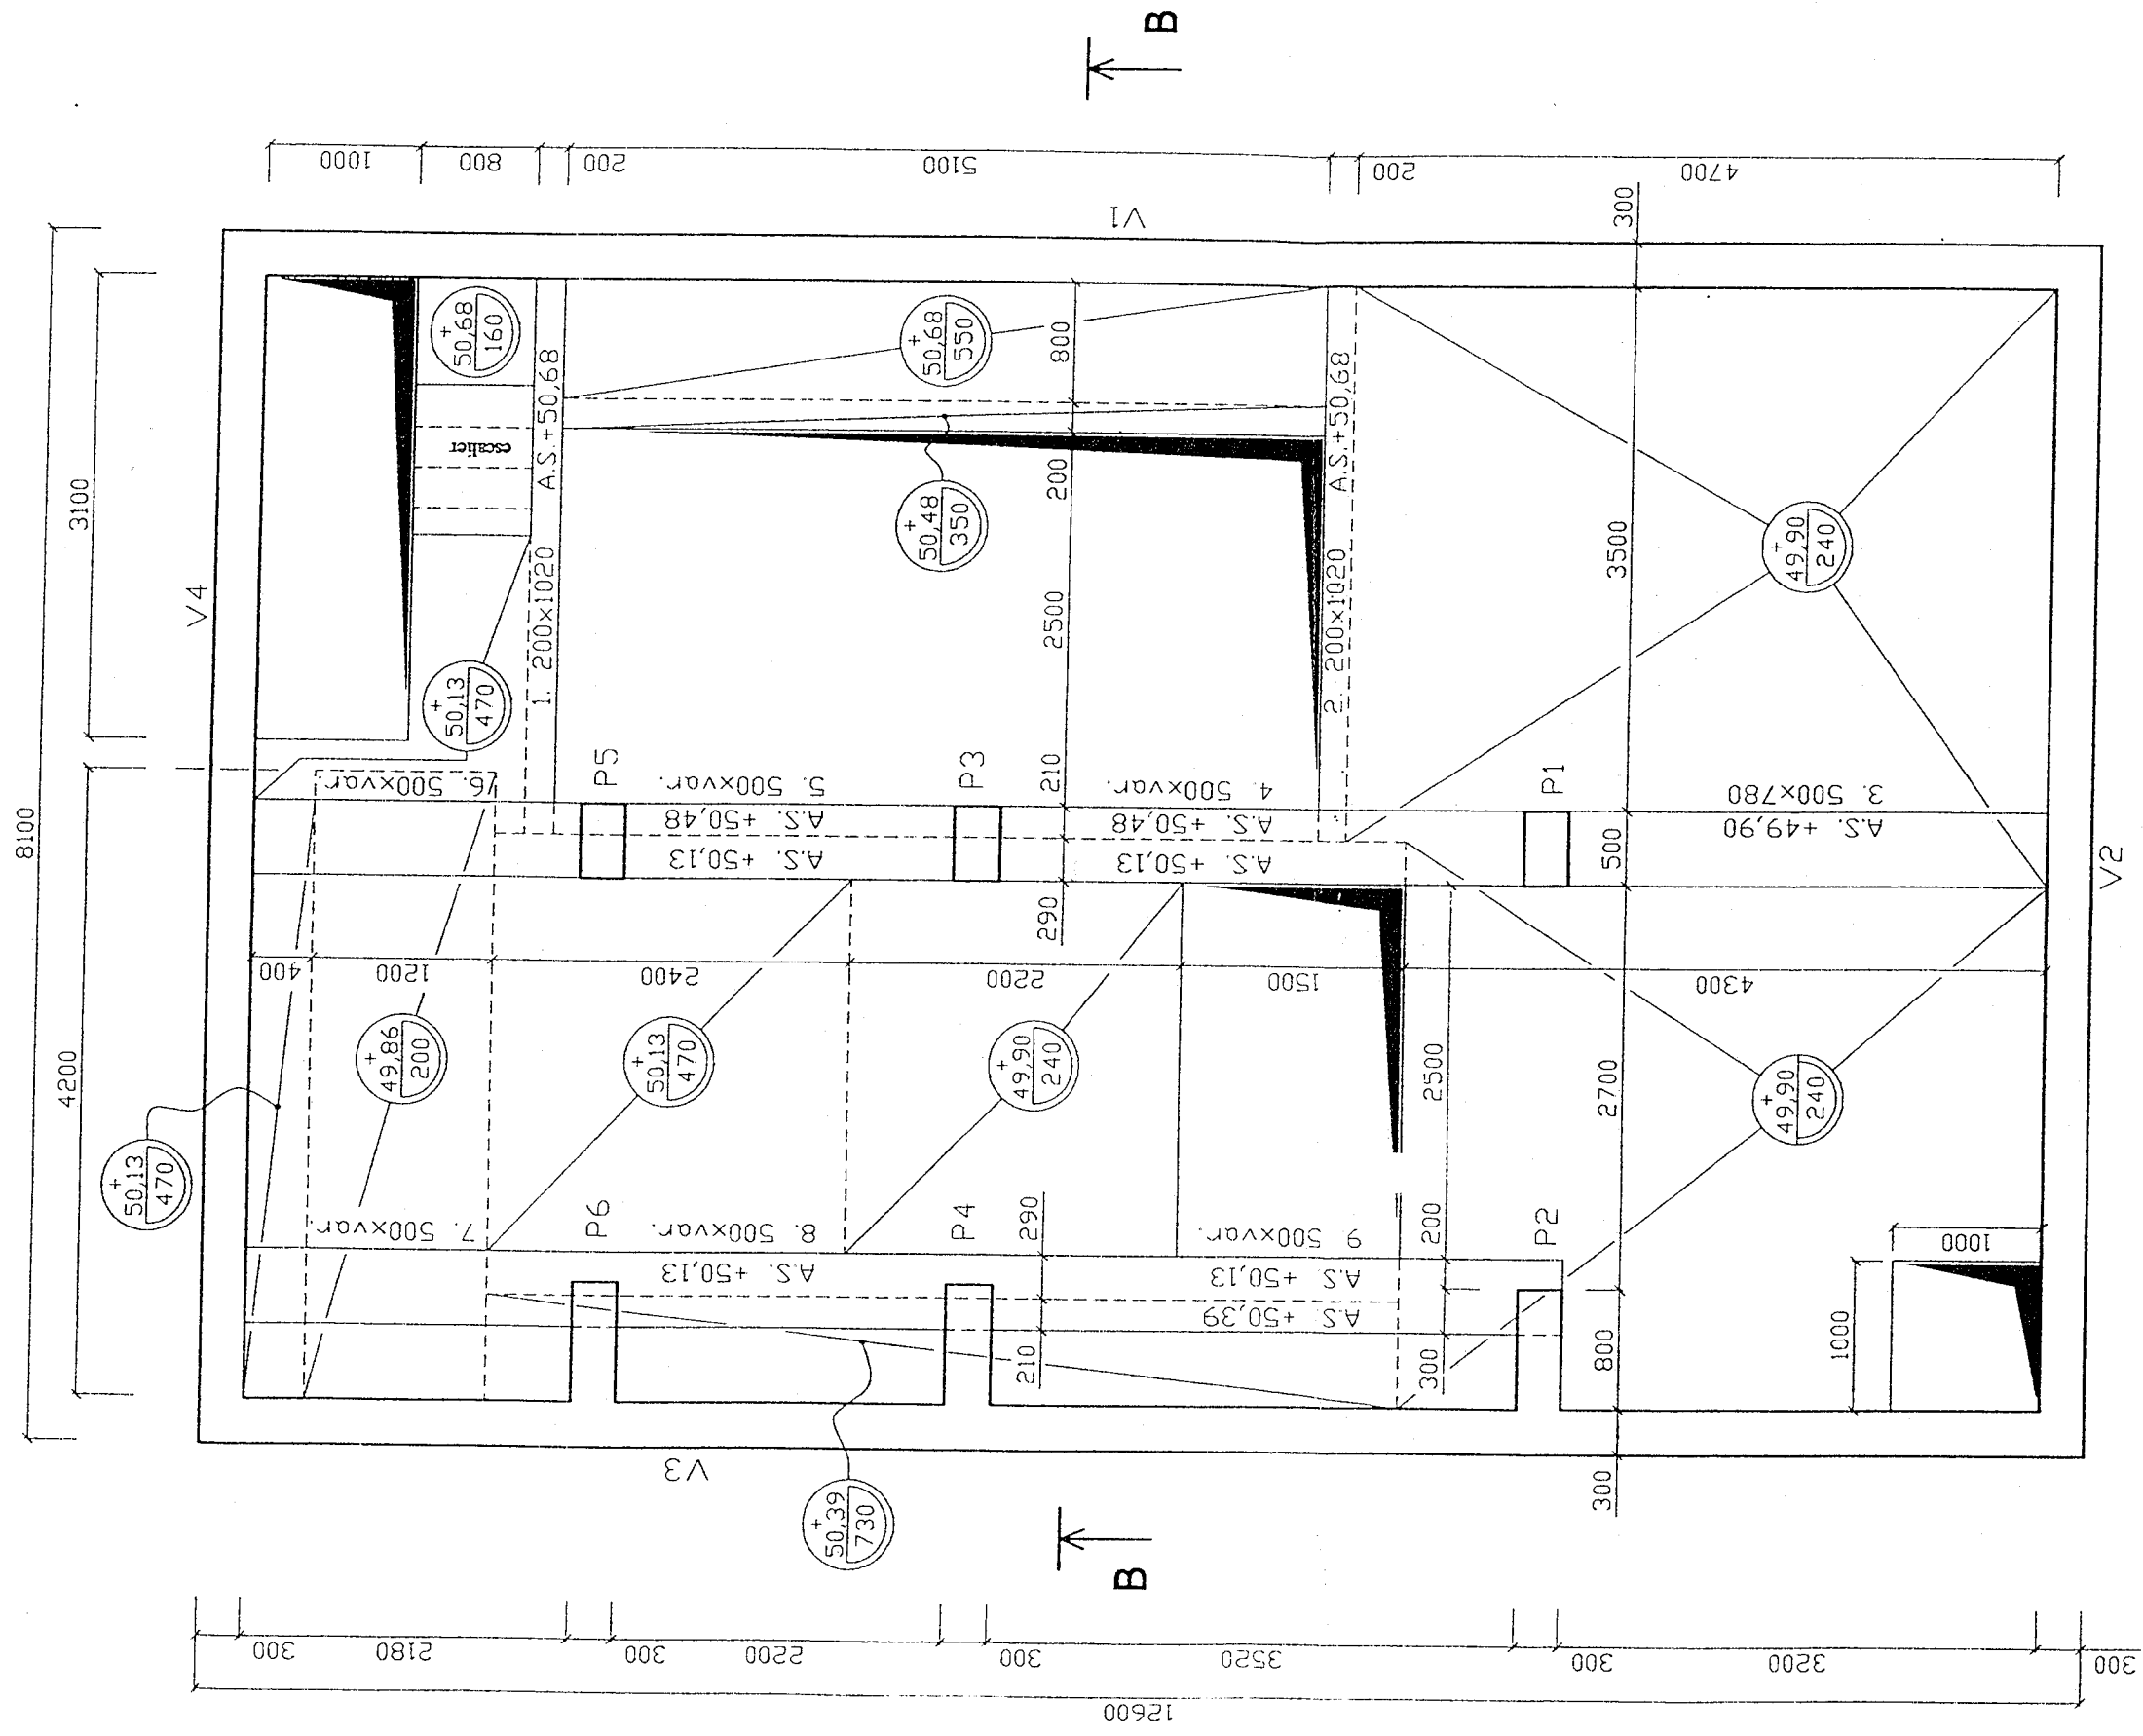 B
1000
800
200
5100
200
4700
8100
V1
300
3100
V4
+
50,68
160
escalier
A.S.+50,68
1. 200x1020
+
50,68
550
800
200
+
50,48
350
2500
A.S.+50,68
2. 200x1020
3500
+
49,90
240
+
50,13
470
P5
P3
P1
210
6. 500xvar.
5. 500xvar.
A.S. +50,48
A.S. +50,13
4. 500xvar.
A.S. +50,48
A.S. +50,13
3. 500x780
A.S. +49,90
500
V2
290
400
1200
2400
2200
1500
4300
4200
+
49,86
200
+
50,13
470
+
49,90
240
2500
2700
+
49,90
240
+
50,13
470
P6
P4
P2
290
200
7. 500xvar.
8. 500xvar.
A.S. +50,13
9. 500xvar.
A.S. +50,13
A.S. +50,39
1000
1000
210
300
800
V3
+
50,39
730
300
B
300
2180
300
2200
300
3520
300
3200
300
12600